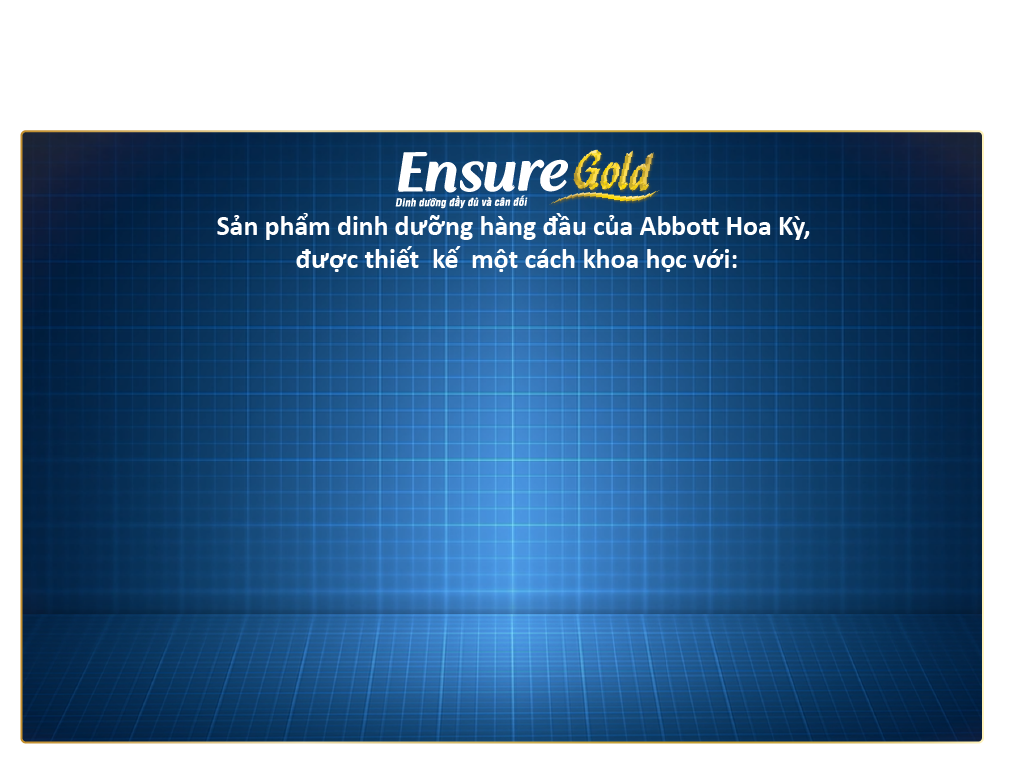 Ensure Gold
Dinh dưỡng đầy đủ và cân đối
Sản phẩm dinh dưỡng hàng đầu của Abbott Hoa Kỳ,
được thiết kế một cách khoa học với: